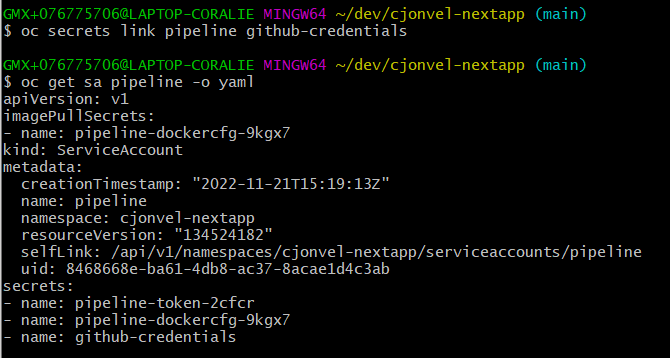 GMX+076775706@LAPTOP-CORALIE MINGW64 ~/dev/cjonvel-nextapp (main)
$ oc secrets link pipeline github-credentials
GMX+076775706@LAPTOP-CORALIE MINGW64 ~/dev/cjonvel-nextapp (main)
$ oc get sa pipeline -o yaml
apiVersion: v1
imagePullSecrets:
- name: pipeline-dockercfg-9kgx7
kind: ServiceAccount
metadata:
  creationTimestamp: "2022-11-21T15:19:13Z"
  name: pipeline
  namespace: cjonvel-nextapp
  resourceVersion: "134524182"
  selfLink: /api/v1/namespaces/cjonvel-nextapp/serviceaccounts/pipeline
  uid: 8468668e-ba61-4db8-ac37-8acae1d4c3ab
secrets:
- name: pipeline-token-2cfcr
- name: pipeline-dockercfg-9kgx7
- name: github-credentials